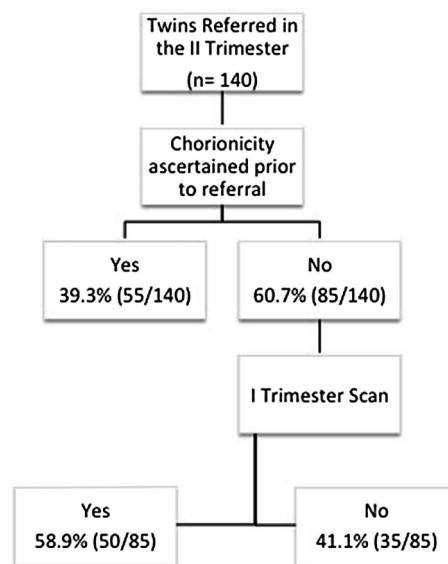 Twins Referred in
the II Trimester
(n= 140)
Chorionicity
ascertained prior
to referral
Yes
39.3% (55/140)
No
60.7% (85/140)
I Trimester Scan
Yes
58.9% (50/85)
No
41.1% (35/85)